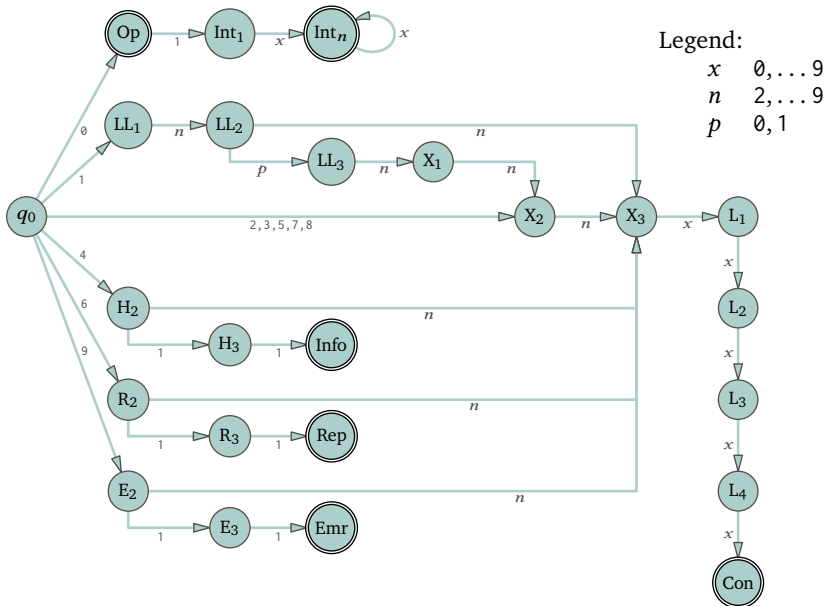 Op 1 Int1 x Intn x
Legend:
x 0,...9
n 2,...9
p 0,1
0
LL1 n LL2 n
1
p LL3 n X1 n
q0 2,3,5,7,8 X2 n X3 x L1
4
x
6
H2 n L2
9
1 H3 1 Info
x
R2 n L3
1 R3 1 Rep
x
E2 n L4
1 E3 1 Emr
x
Con